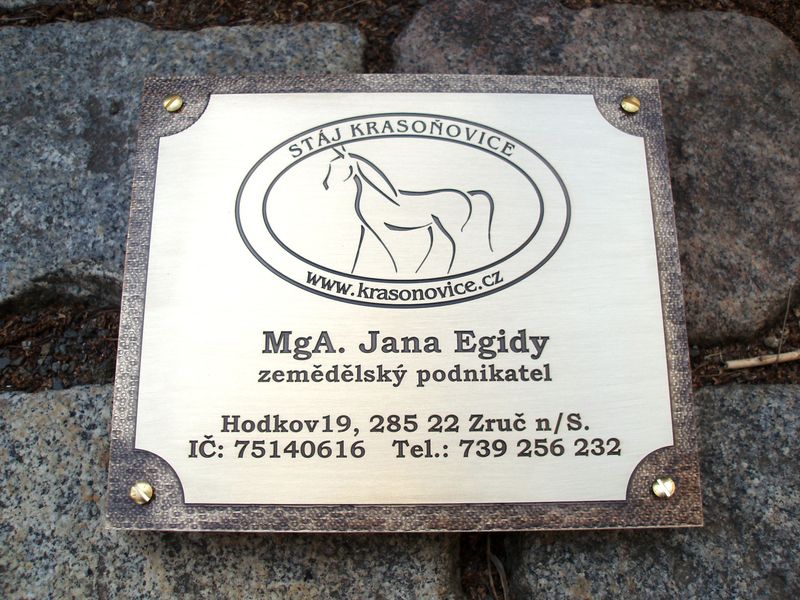 STÁJ KRASOŇOVICE
www.krasonovice.cz
MgA. Jana Egidy
zemědělský podnikatel
Hodkov19, 285 22 Zruč n/S.
IČ: 75140616 Tel.: 739 256 232